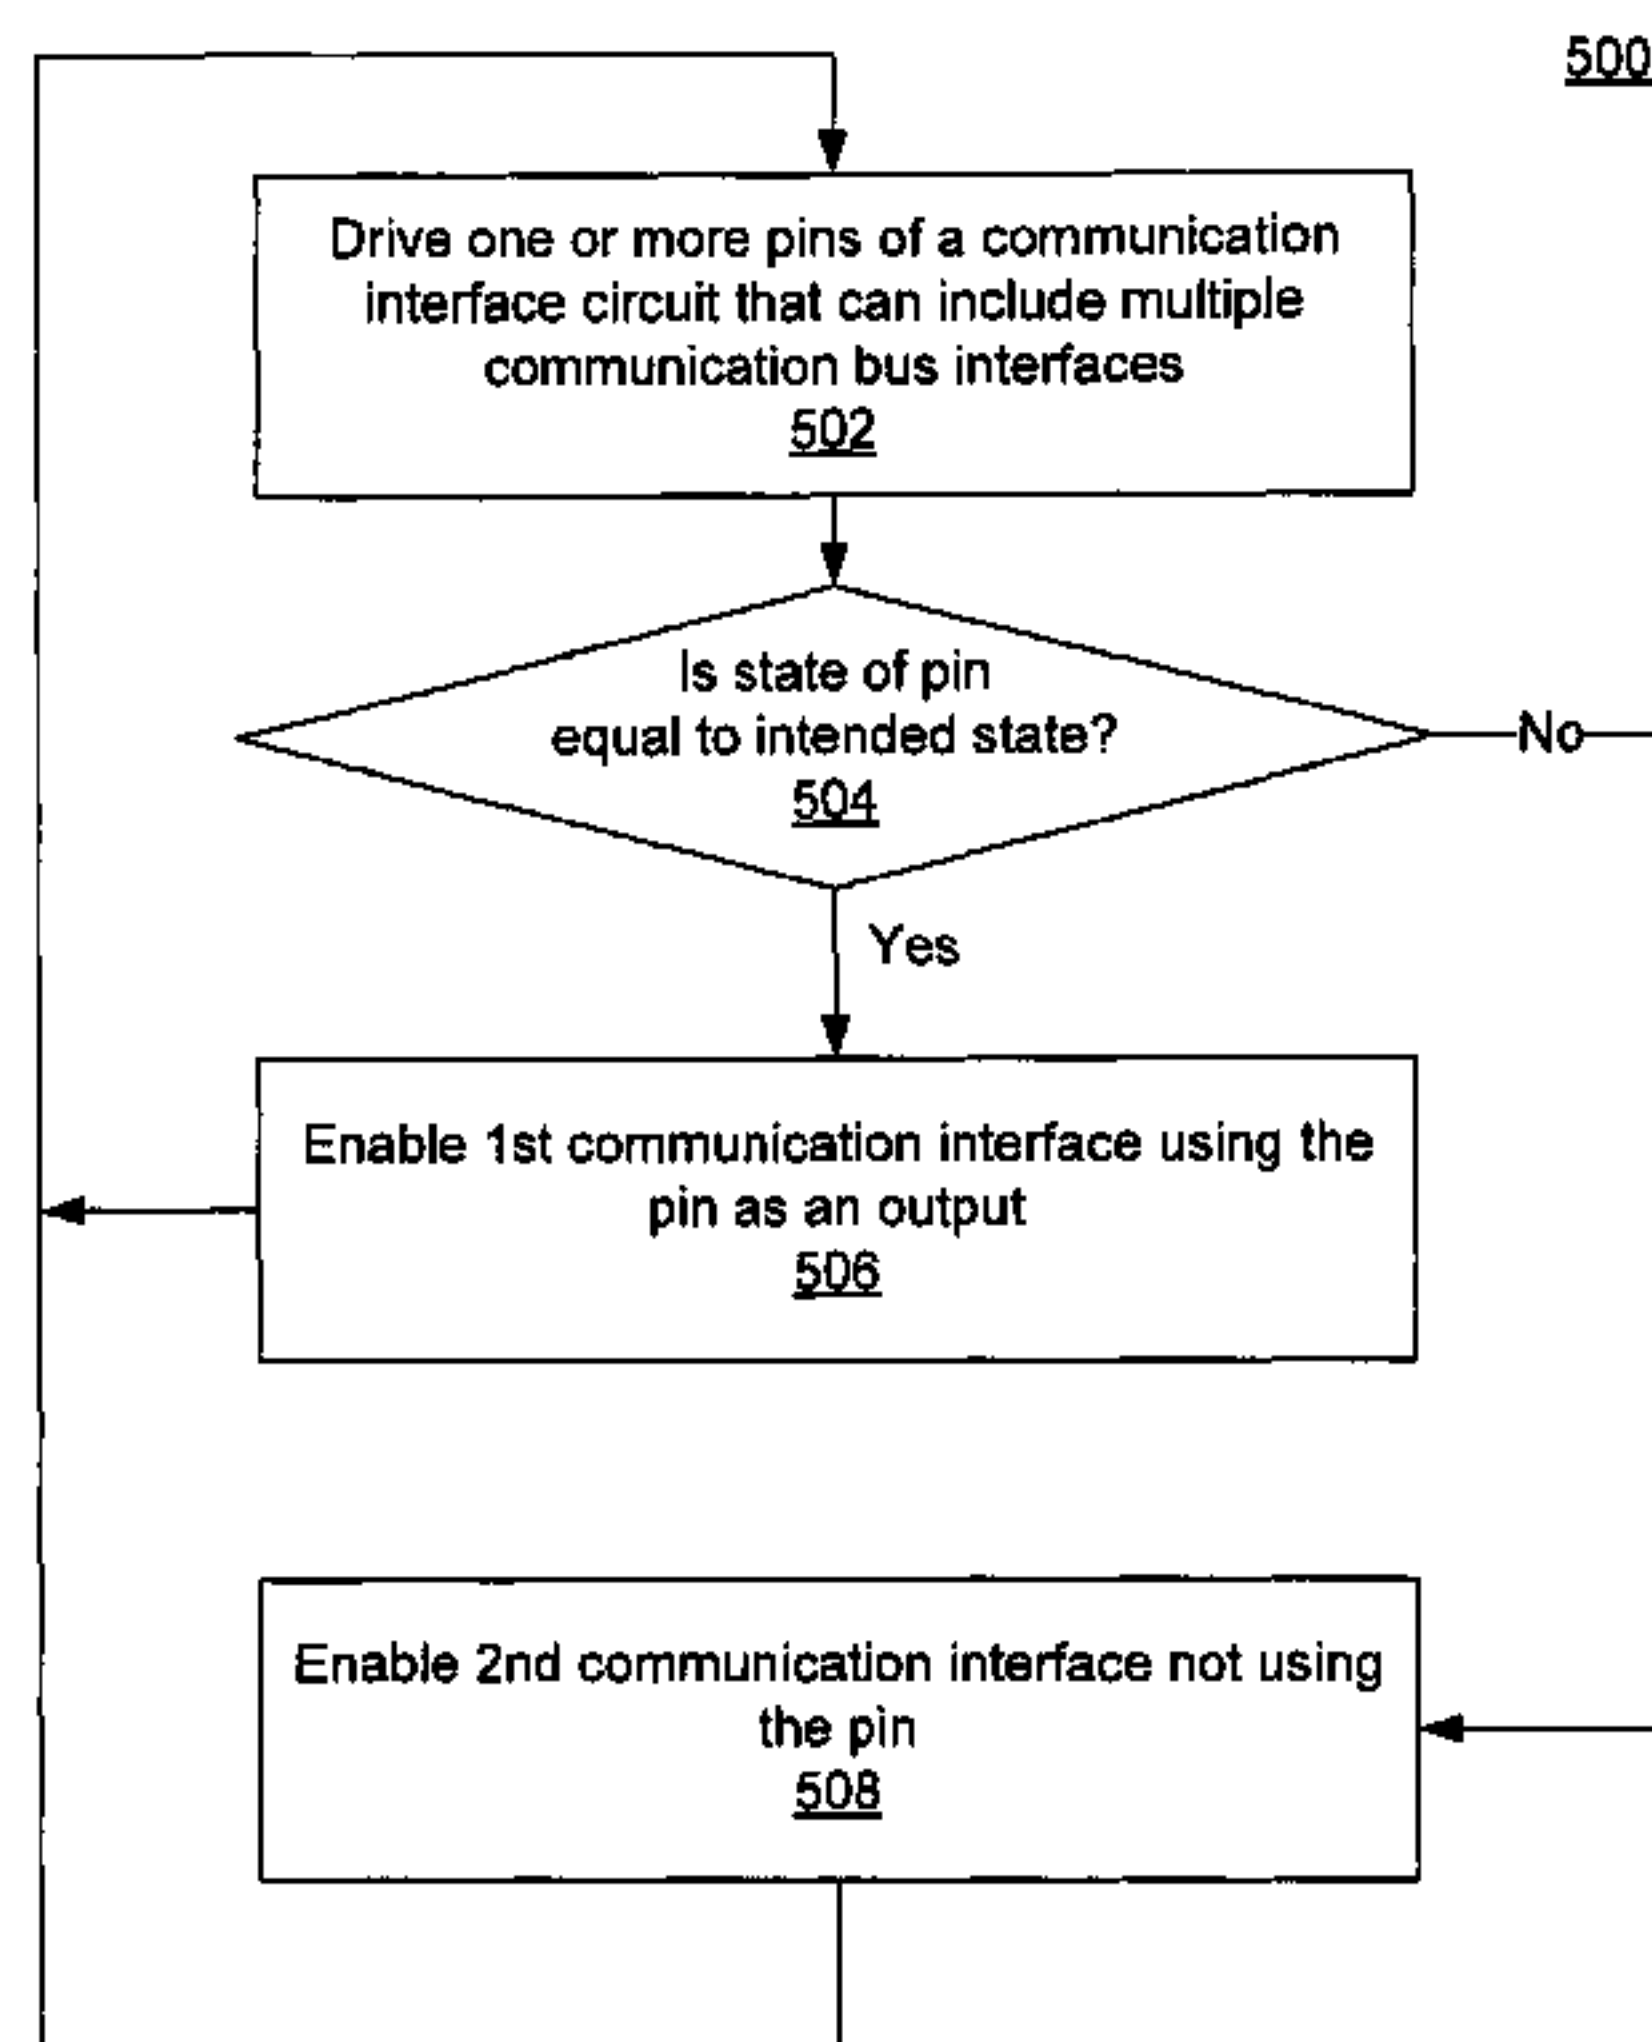 500
Drive one or more pins of a communication
interface circuit that can include multiple
communication bus interfaces
502
Is state of pin
equal to intended state?
504
No
Yes
Enable 1st communication interface using the
pin as an output
506
Enable 2nd communication interface not using
the pin
508